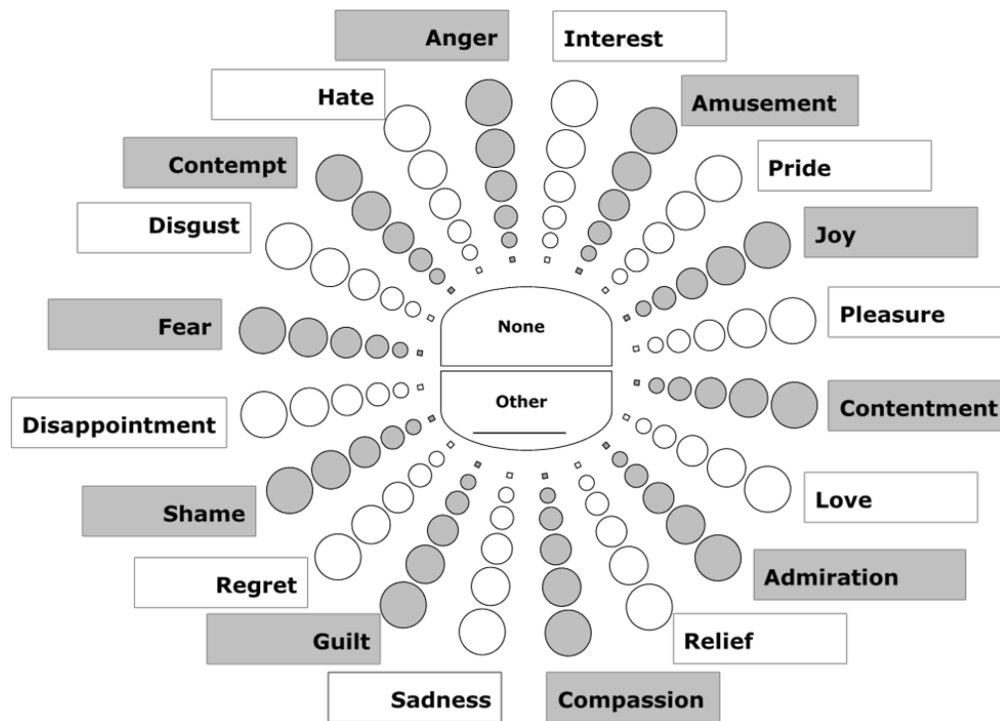 Anger
Interest
Hate
Amusement
Contempt
Pride
Disgust
Joy
Fear
Pleasure
None
Other
Disappointment
Contentment
Shame
Love
Regret
Admiration
Guilt
Relief
Sadness
Compassion